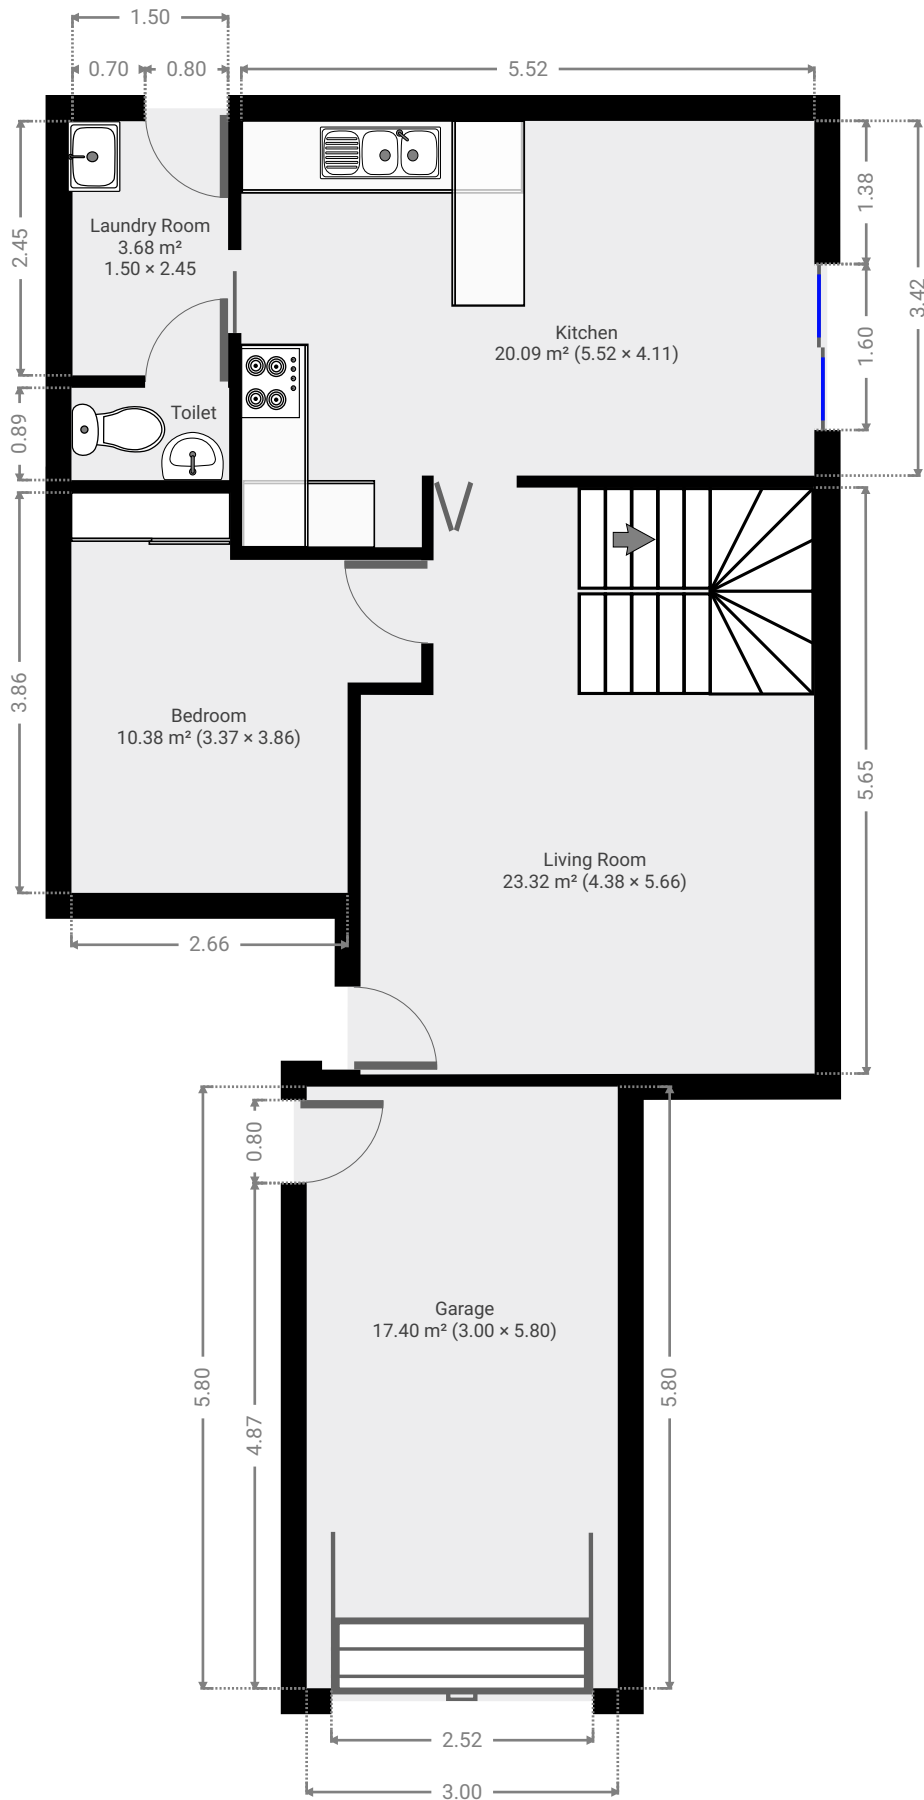 1.50
0.70
0.80
5.52
2.45
Laundry Room
3.68 m²
1.50 × 2.45
1.38
3.42
Kitchen
20.09 m² (5.52 × 4.11)
1.60
0.89
Toilet
3.86
Bedroom
10.38 m² (3.37 × 3.86)
5.65
Living Room
23.32 m² (4.38 × 5.66)
2.66
0.80
Garage
17.40 m² (3.00 × 5.80)
5.80
4.87
5.80
2.52
3.00